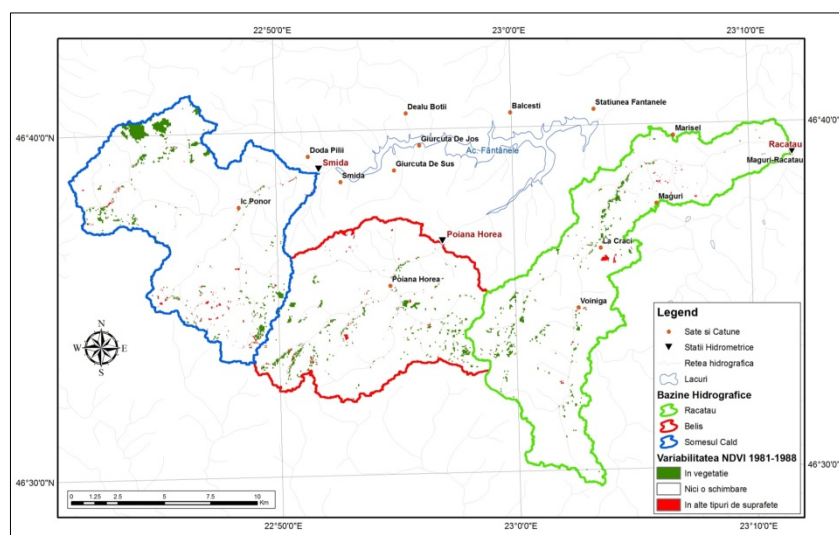 22°50'0"E 23°0'0"E 23°10'0"E
46°40'0"N
46°40'0"N
Dealu Botii
Balcesti
Statiunea Fantanele
Giurcuta De Jos
Ac. Fântânele
Marisel
Racatau
Maguri-Racatau
Doda Pilii
Smida
Smida
Giurcuta De Sus
Ic Ponor
Maguri
Poiana Horea
La Craci
Poiana Horea
Voiniga
N
W E
S
Legend
Sate si Catune
Statii Hidrometrice
Retea hidrografica
Lacuri
Bazine Hidrografice
Racatau
Belis
Somesul Cald
Variabilitatea NDVI 1981-1988
In vegetatie
Nici o schimbare
In alte tipuri de suprafete
46°30'0"N
46°30'0"N
0 1.25 2.5 5 7.5 10
Km
22°50'0"E 23°0'0"E 23°10'0"E